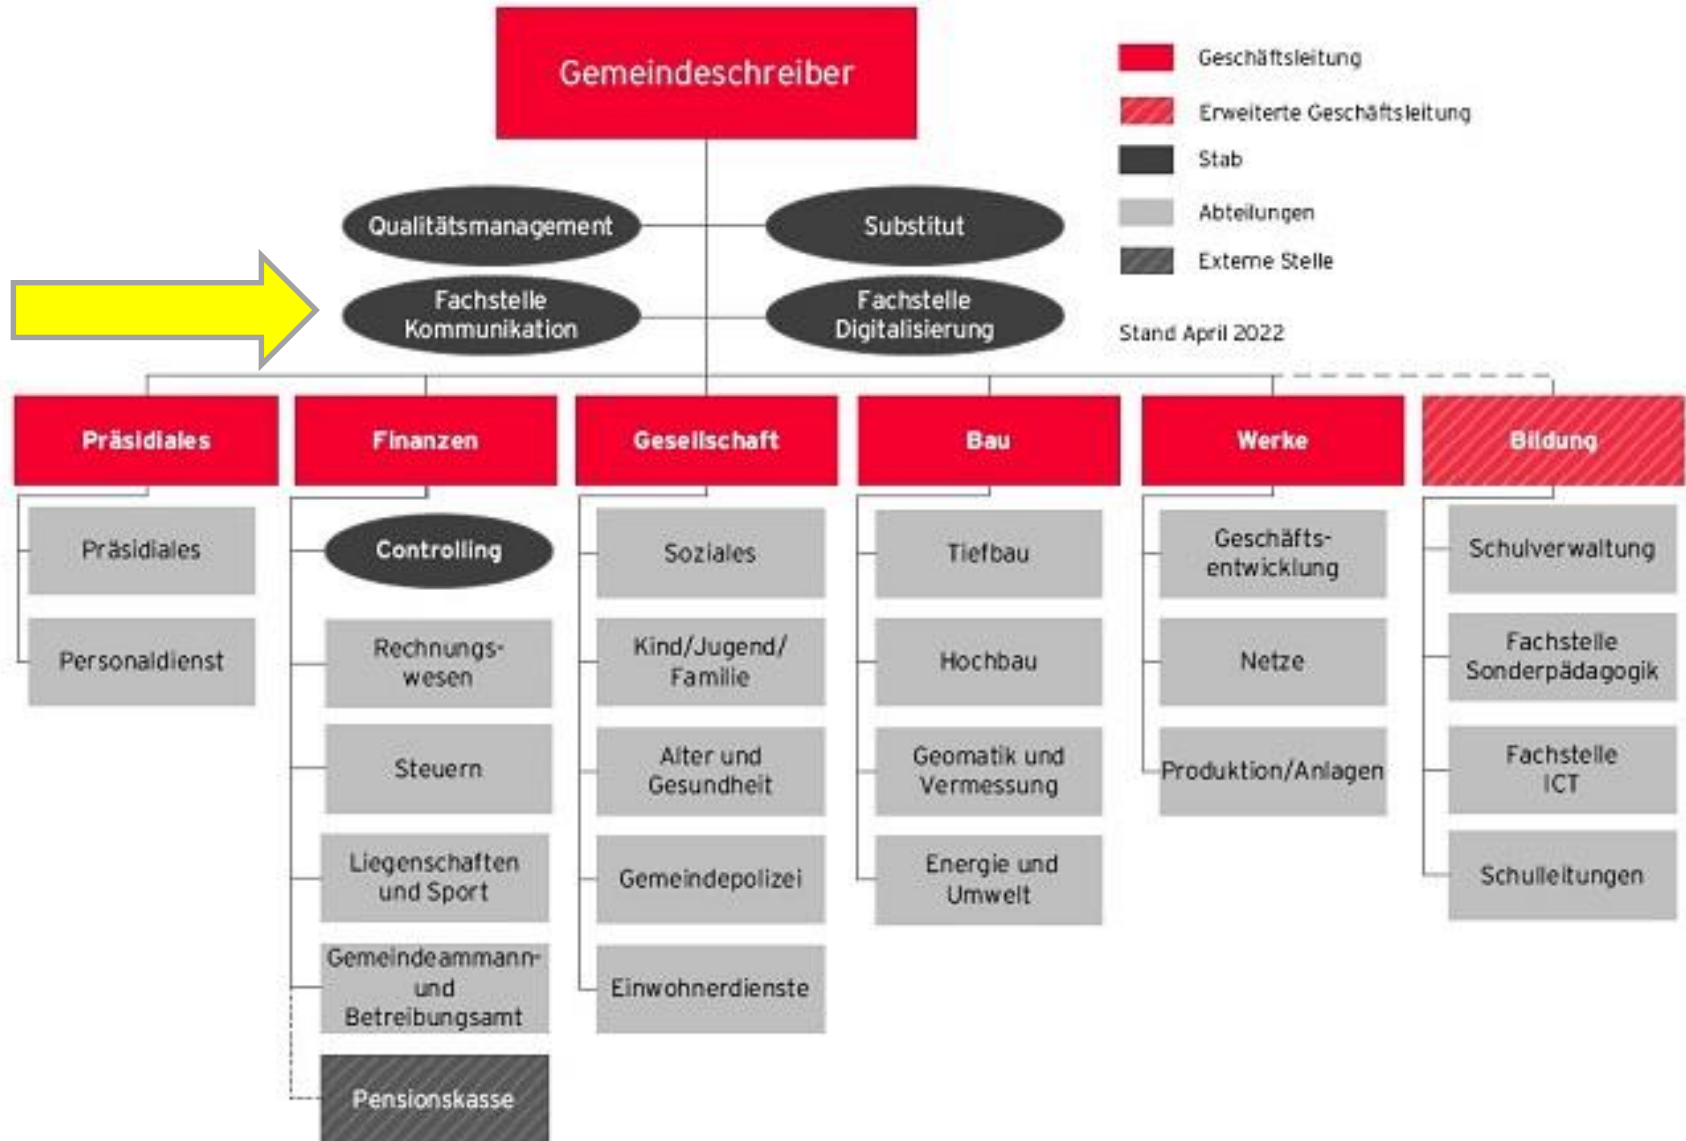 Gemeindeschreiber
Geschäftsleitung
Erweiterte Geschäftsleitung
Stab
Abteilungen
Externe Stelle
Stand April 2022
Qualitätsmanagement
Substitut
Fachstelle
Kommunikation
Fachstelle
Digitalisierung
Präsidiales
Finanzen
Gesellschaft
Bau
Werke
Bildung
Präsidiales
Personaldienst
Controlling
Rechnungs-
wesen
Steuern
Liegenschaften
und Sport
Gemeindeammann-
und
Betreibungsamt
Pensionskasse
Soziales
Kind/Jugend/
Familie
Alter und
Gesundheit
Gemeindepolizei
Einwohnerdienste
Tiefbau
Hochbau
Geomatik und
Vermessung
Energie und
Umwelt
Geschäfts-
entwicklung
Netze
Produktion/Anlagen
Schulverwaltung
Fachstelle
Sonderpädagogik
Fachstelle
ICT
Schulleitungen